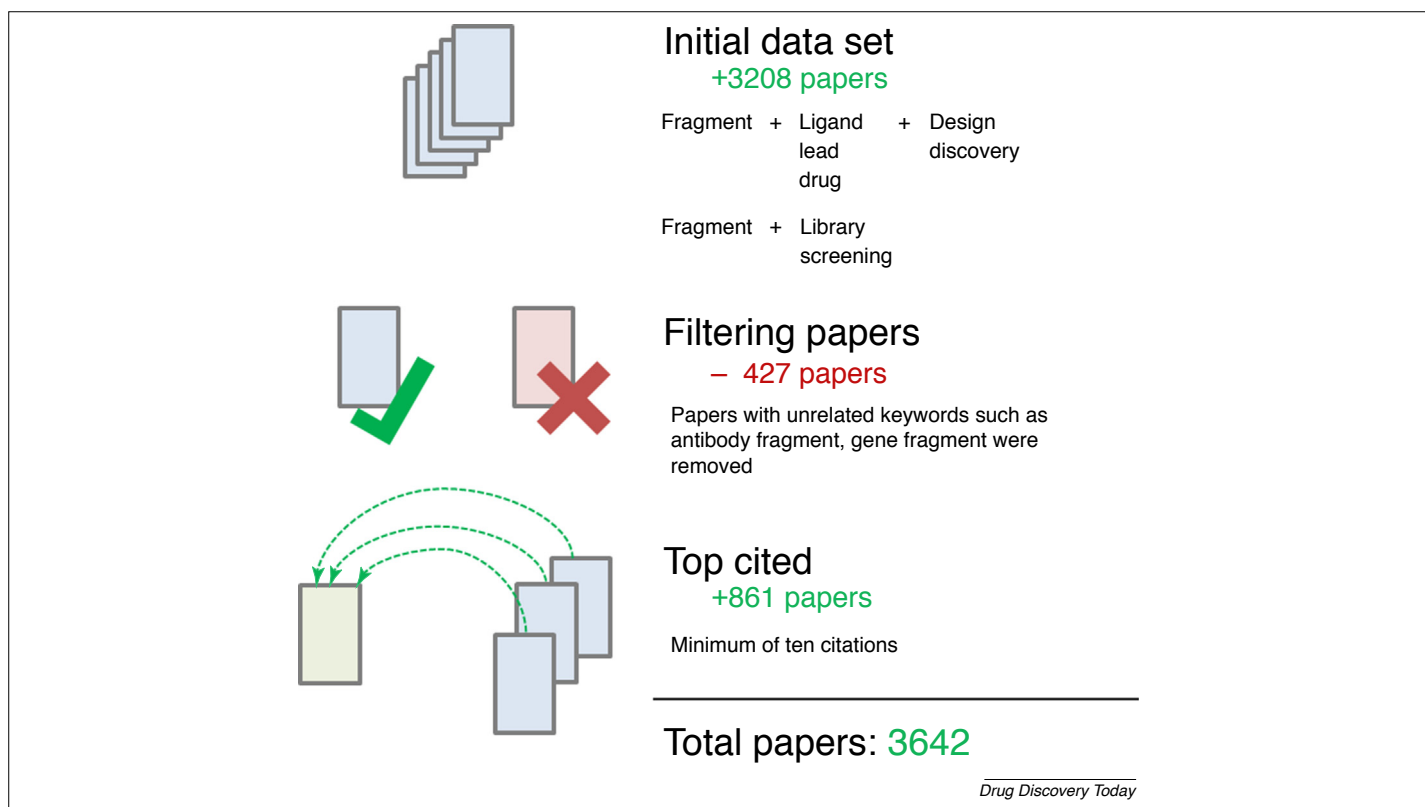 Initial data set
+3208 papers
Fragment + Ligand + Design
lead discovery
drug
Fragment + Library
screening
Filtering papers
– 427 papers
Papers with unrelated keywords such as
antibody fragment, gene fragment were
removed
Top cited
+861 papers
Minimum of ten citations
Total papers: 3642
Drug Discovery Today